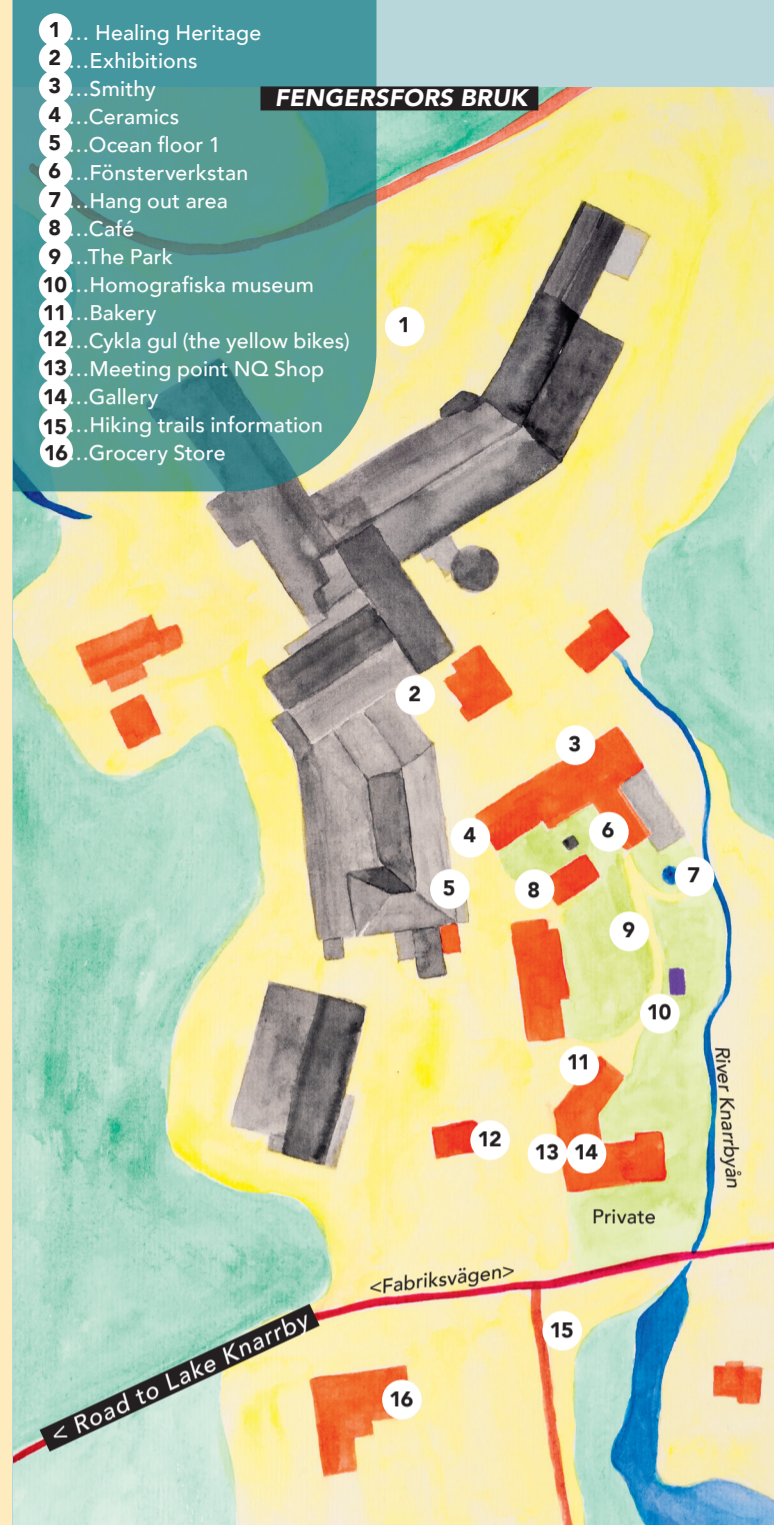 1... Healing Heritage
2...Exhibitions
3...Smithy
4...Ceramics
5...Ocean floor 1
6...Fönsterverkstan
7...Hang out area
8...Café
9...The Park
10...Homografiska museum
11...Bakery
12...Cykla gul (the yellow bikes)
13...Meeting point NQ Shop
14...Gallery
15...Hiking trails information
16...Grocery Store
FENGERSFORS BRUK
1
2
3
4
6
5
8
7
9
10
11
12
13
14
River Knarrbyån
Private
<Fabriksvägen>
15
< Road to Lake Knarrby
16